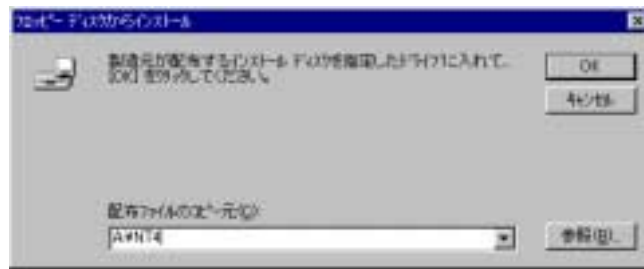 フロッピー ディスクからインストール
製造元が配布するインストール ディスクを指定したドライブに入れて、
[OK] をクリックしてください。
OK
キャンセル
配布ファイルのコピー元(C):
A:¥NT4
参照(B)...